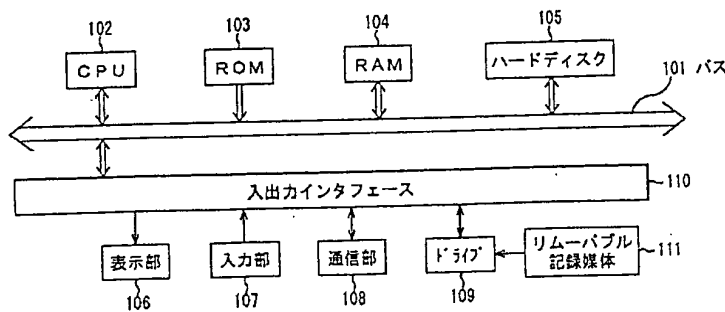 102
103
104
105
CPU
ROM
RAM
ハードディスク
101 バス
入出力インタフェース
110
表示部
入力部
通信部
ドライブ
リムーバブル
記録媒体
111
106
107
108
109